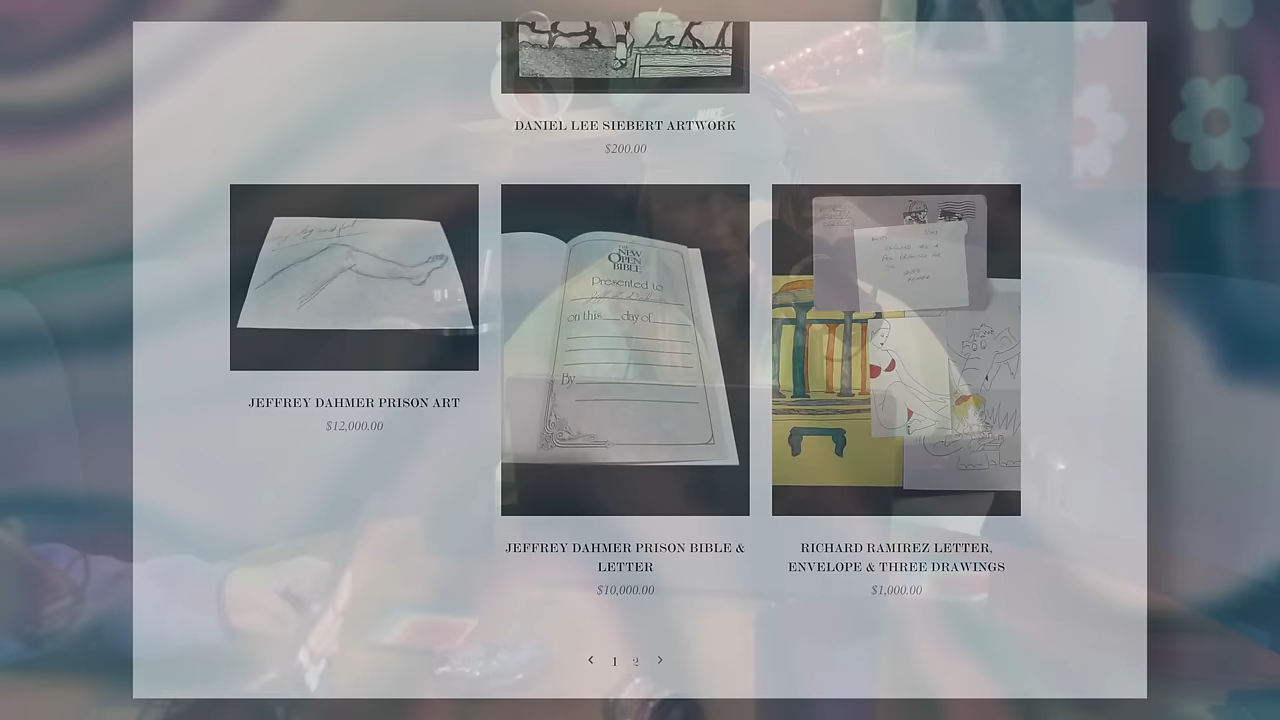 DANIEL LEE SIEBERT ARTWORK
$200.00
THE
NEW
OPEN
BIBLE
Presented to
on this day of
By
JEFFREY DAHMER PRISON ART
$12,000.00
JEFFREY DAHMER PRISON BIBLE &
LETTER
$10,000.00
RICHARD RAMIREZ LETTER,
ENVELOPE & THREE DRAWINGS
$1,000.00
‹ 1 2 ›